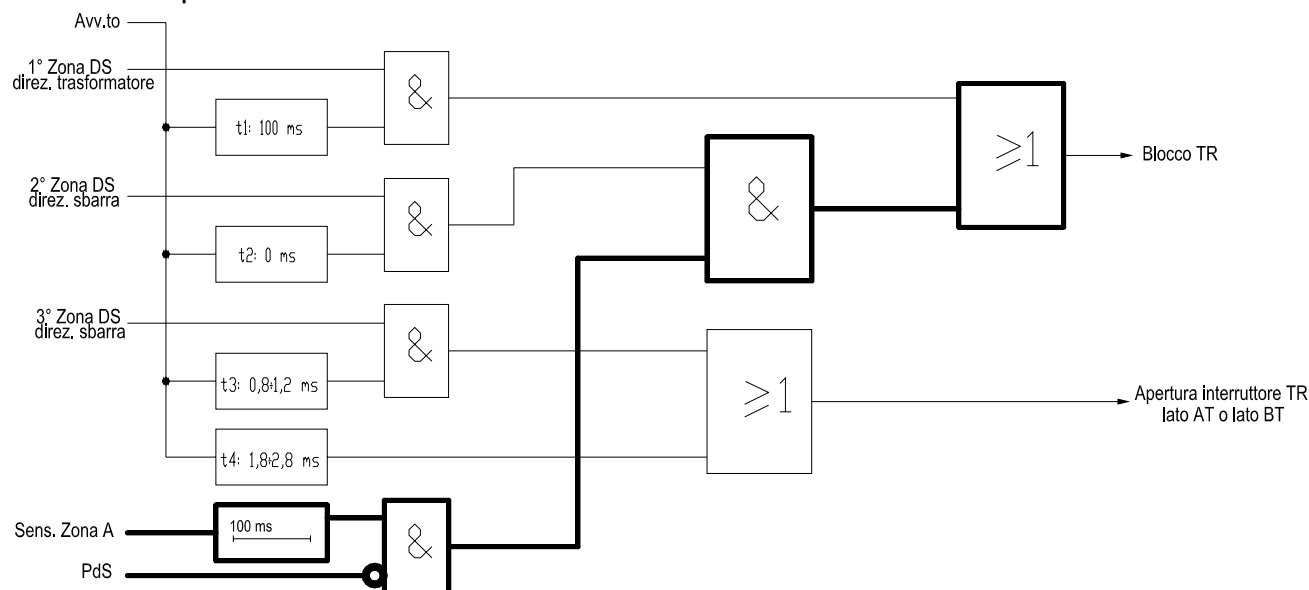 Avv.to
1° Zona DS
direz. trasformatore
&
t1: 100 ms
≥1
Blocco TR
2° Zona DS
direz. sbarra
&
&
t2: 0 ms
3° Zona DS
direz. sbarra
&
t3: 0,8÷1,2 ms
≥1
Apertura interruttore TR
lato AT o lato BT
t4: 1,8÷2,8 ms
Sens. Zona A
100 ms
&
PdS